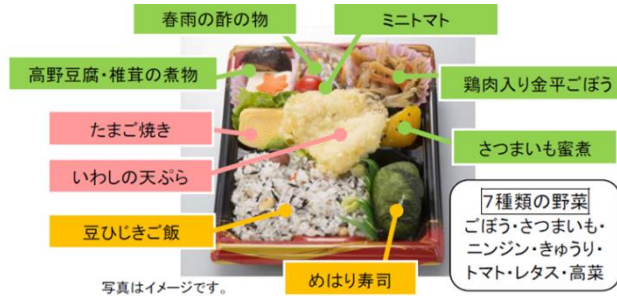 春雨の酢の物
ミニトマト
高野豆腐・椎茸の煮物
鶏肉入り金平ごぼう
たまご焼き
さつまいも蜜煮
いわしの天ぷら
豆ひじきご飯
めはり寿司
7種類の野菜
ごぼう・さつまいも・
ニンジン・きゅうり・
トマト・レタス・高菜
写真はイメージです。